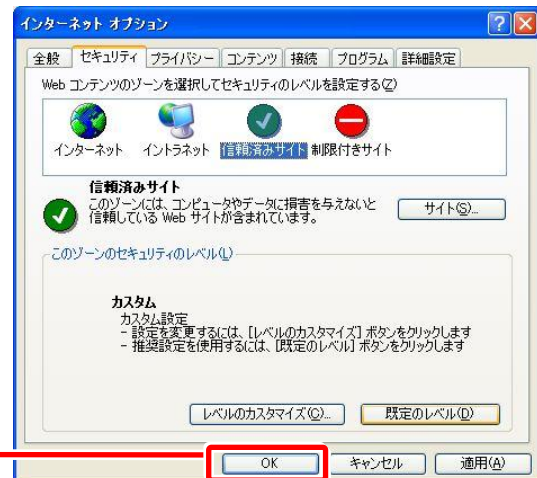 インターネット オプション
全般 セキュリティ プライバシー コンテンツ 接続 プログラム 詳細設定
Web コンテンツのゾーンを選択してセキュリティのレベルを設定する(Z)
インターネット イントラネット 信頼済みサイト 制限付きサイト
信頼済みサイト
このゾーンには、コンピュータやデータに損害を与えないと
信頼している Web サイトが含まれています。
サイト(S)...
このゾーンのセキュリティのレベル(L)
カスタム
カスタム設定
- 設定を変更するには、[レベルのカスタマイズ] ボタンをクリックします
- 推奨設定を使用するには、[既定のレベル] ボタンをクリックします
レベルのカスタマイズ(C)... 既定のレベル(D)
OK キャンセル 適用(A)